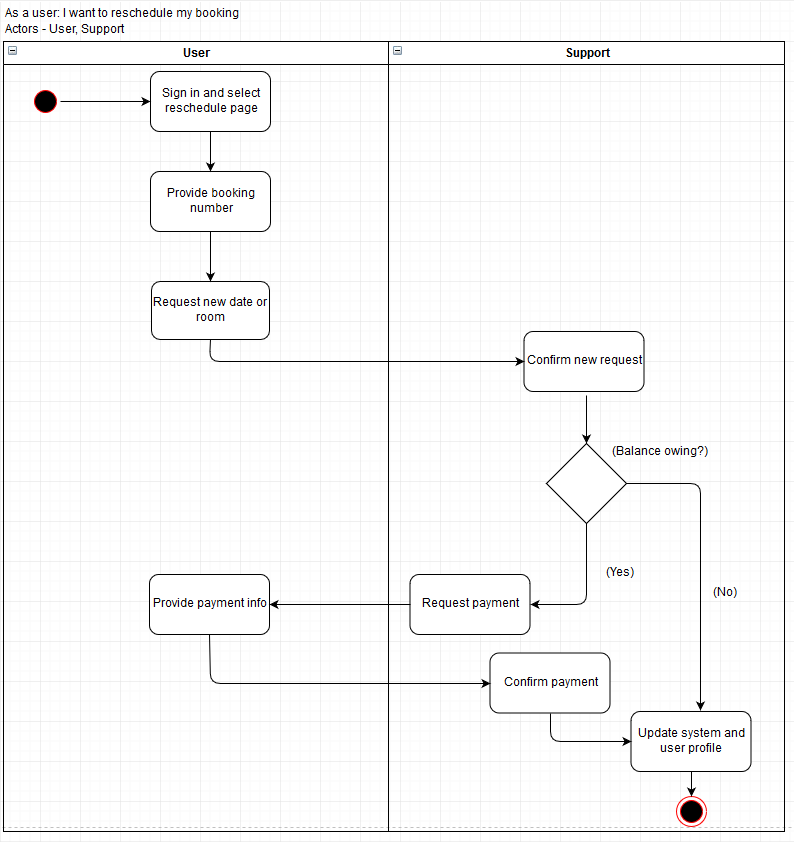 As a user: I want to reschedule my booking
Actors - User, Support
User
Support
Sign in and select
reschedule page
Provide booking
number
Request new date or
room
Confirm new request
(Balance owing?)
(Yes)
(No)
Provide payment info
Request payment
Confirm payment
Update system and
user profile